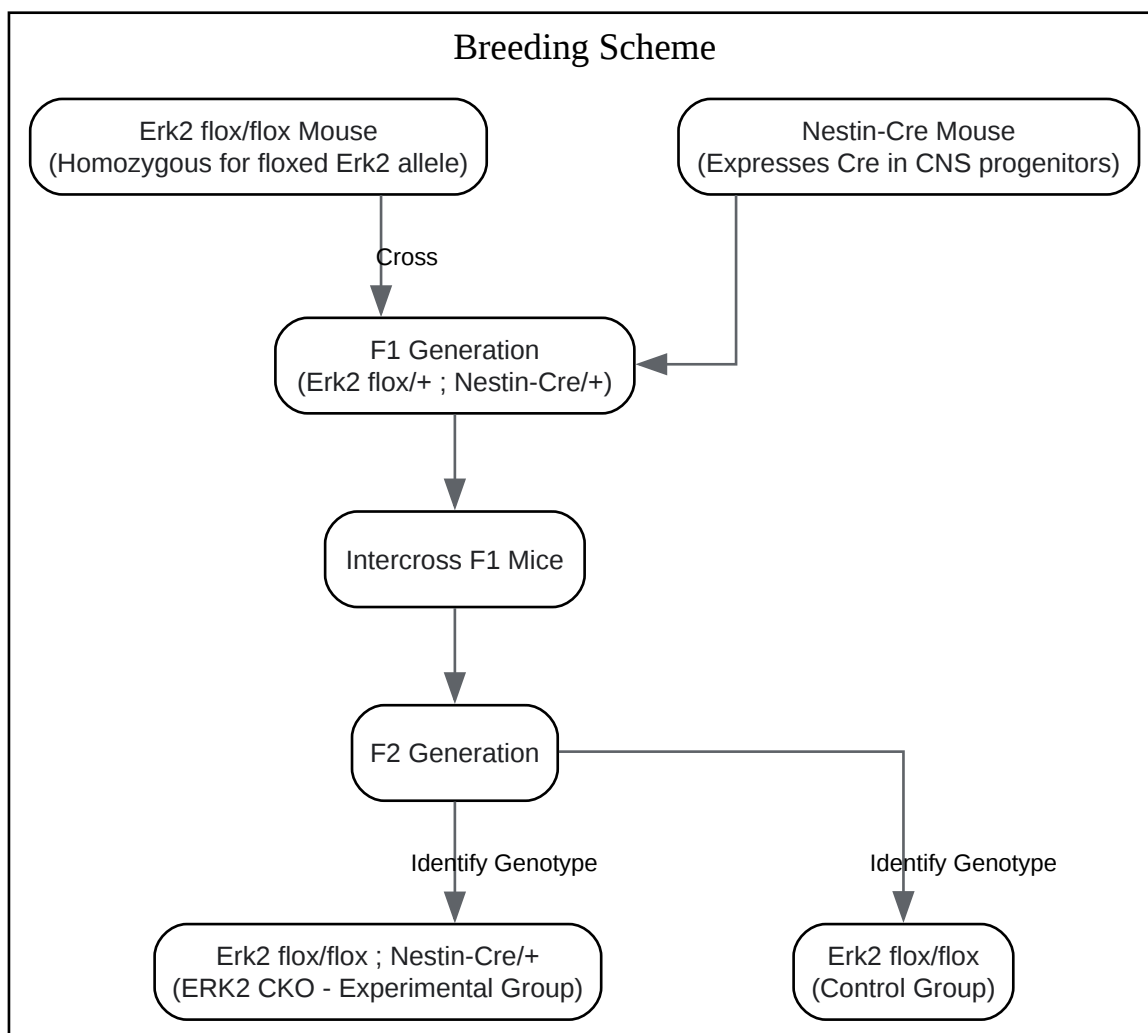 Breeding Scheme
Erk2 flox/flox Mouse
(Homozygous for floxed Erk2 allele)
Nestin-Cre Mouse
(Expresses Cre in CNS progenitors)
Cross
F1 Generation
(Erk2 flox/+ ; Nestin-Cre/+)
Intercross F1 Mice
F2 Generation
Identify Genotype
Identify Genotype
Erk2 flox/flox ; Nestin-Cre/+
(ERK2 CKO - Experimental Group)
Erk2 flox/flox
(Control Group)